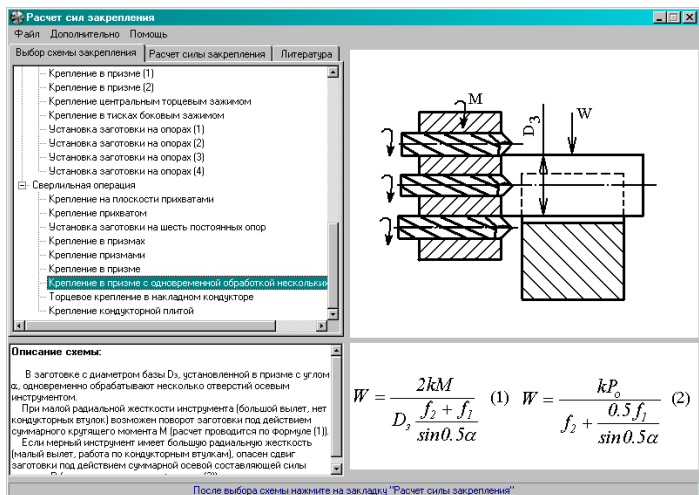 Расчет сил закрепления
Файл Дополнительно Помощь
Выбор схемы закрепления Расчет силы закрепления Литература
Крепление в призме (1)
Крепление в призме (2)
Крепление центральным торцевым зажимом
Крепление в тисках боковым зажимом
Установка заготовки на опорах (1)
Установка заготовки на опорах (2)
Установка заготовки на опорах (3)
Установка заготовки на опорах (4)
Сверлильная операция
Крепление на плоскости прихватами
Крепление прихватом
Установка заготовки на шесть постоянных опор
Крепление в призмах
Крепление призмами
Крепление в призме
Крепление в призме с одновременной обработкой нескольких
Торцевое крепление в накладном кондукторе
Крепление кондукторной плитой
M
D₃
W
Описание схемы:
В заготовке с диаметром базы Dз, установленной в призме с углом
α, одновременно обрабатывают несколько отверстий осевым
инструментом.
При малой радиальной жесткости инструмента (большой вылет, нет
кондукторных втулок) возможен поворот заготовки под действием
суммарного крутящего момента М (расчет проводится по формуле (1)).
Если мерный инструмент имеет большую радиальную жесткость
(малый вылет, работа по кондукторным втулкам), опасен сдвиг
заготовки под действием суммарной осевой составляющей силы
W = 2kM / (D₃ (f₂ + f₁) / sin0.5α) (1) W = kPₒ / (f₂ + 0.5f₁ / sin0.5α) (2)
После выбора схемы нажмите на закладку "Расчет силы закрепления"